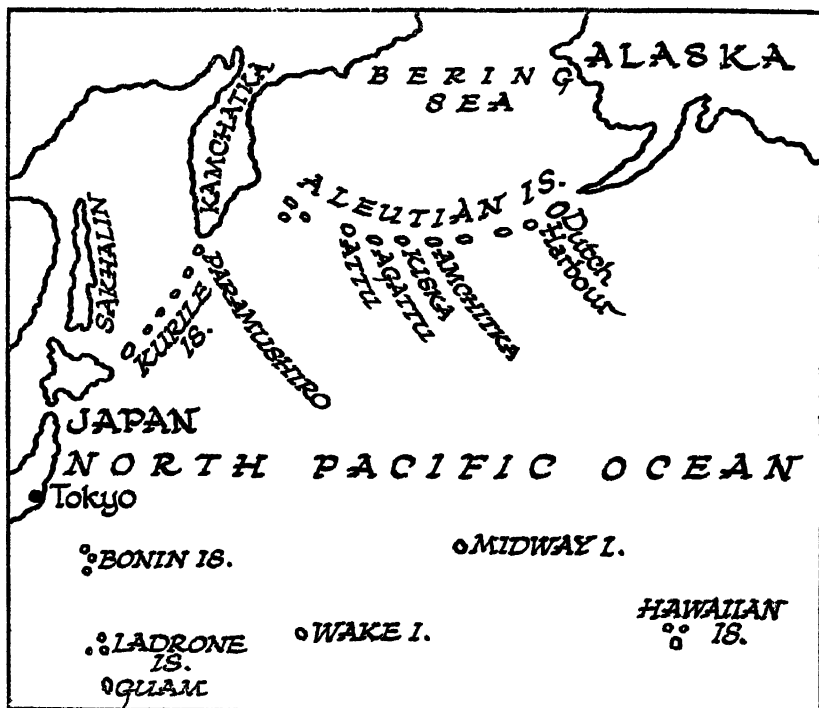 ALASKA
BERING
SEA
KAMCHATKA
ALEUTIAN IS.
Dutch
Harbour
SAKHALIN
ATTU
AGATTU
KISKA
AMCHITKA
PARAMUSHIRO
KURILE
IS.
JAPAN
NORTH PACIFIC OCEAN
Tokyo
BONIN IS.
MIDWAY I.
HAWAIIAN
IS.
WAKE I.
LADRONE
IS.
GUAM